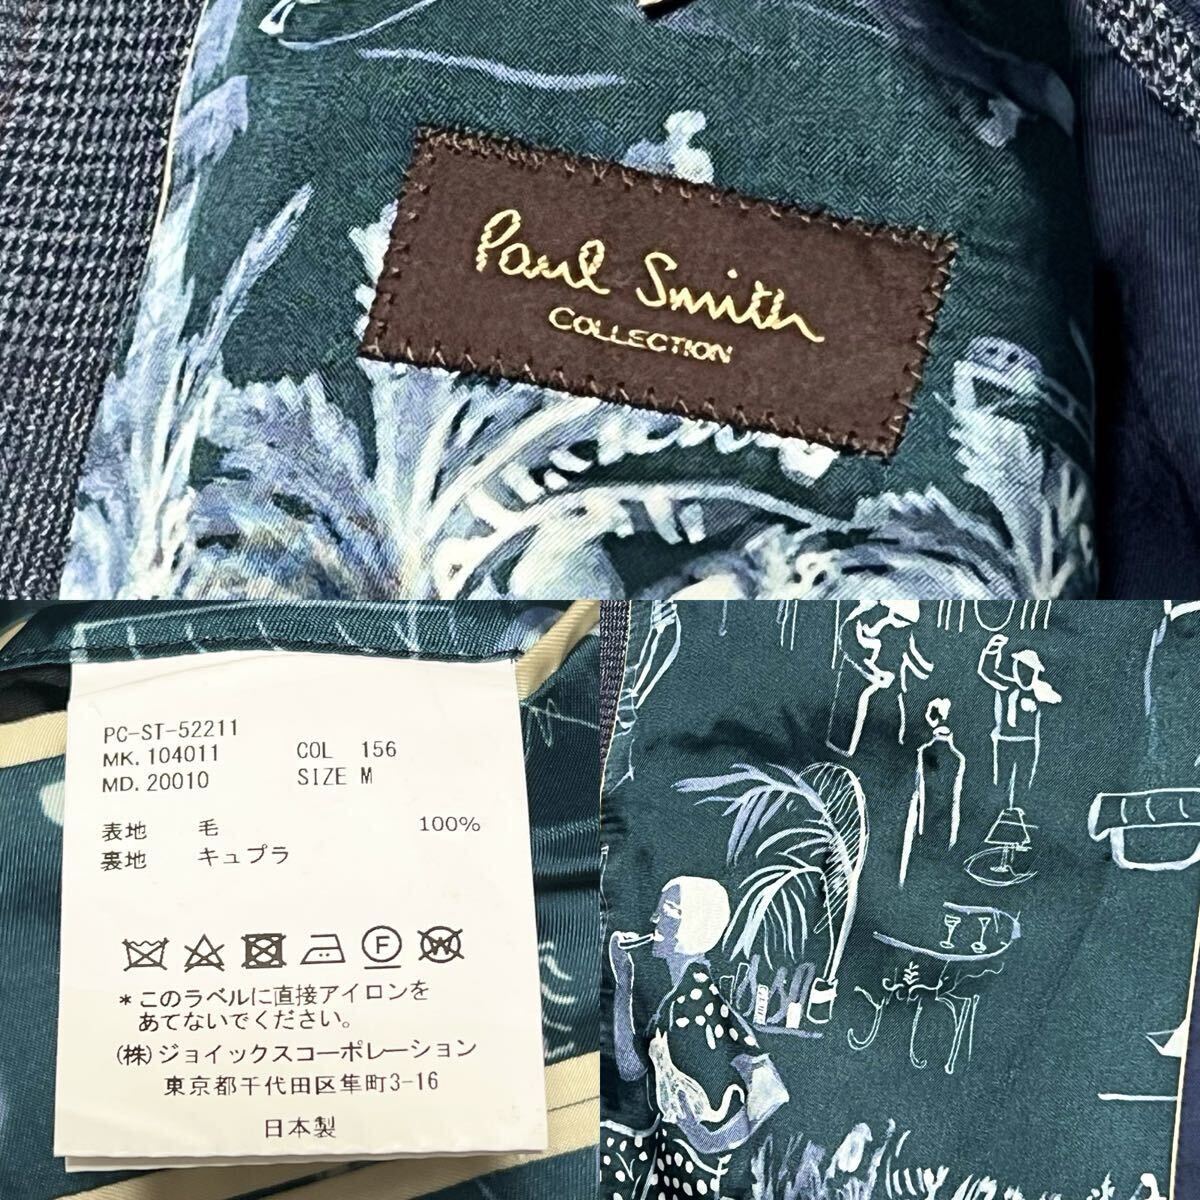 Paul Smith
COLLECTION
PC-ST-52211
MK. 104011 COL 156
MD. 20010 SIZE M
表地 毛 100%
裏地 キュプラ
F
W
*このラベルに直接アイロンを
あてないでください。
(株)ジョイックスコーポレーション
東京都千代田区隼町3-16
日本製